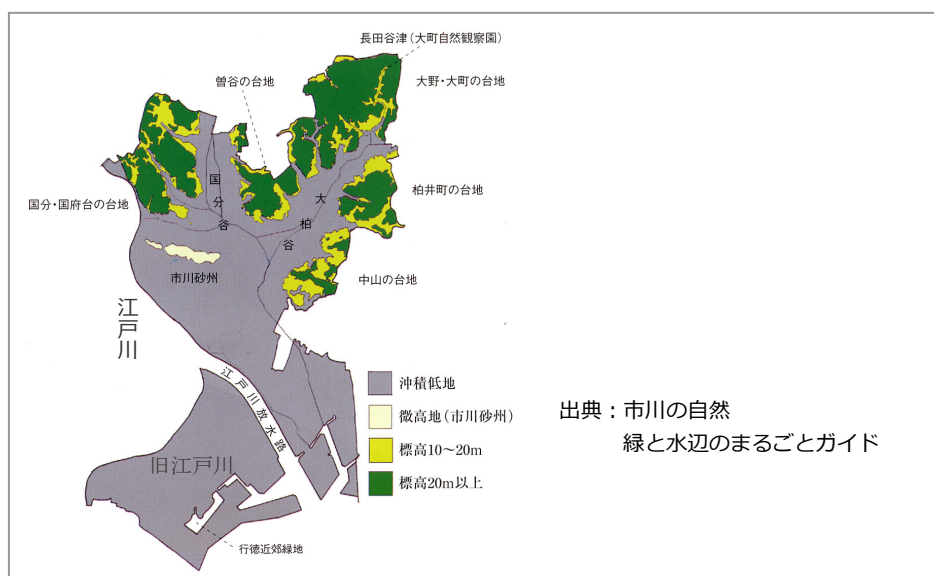 長田谷津(大町自然観察園)
曽谷の台地
大野・大町の台地
国分・国府台の台地
国分谷
大柏谷
柏井町の台地
市川砂州
中山の台地
江戸川
江戸川放水路
沖積低地
微高地(市川砂州)
標高10〜20m
標高20m以上
出典:市川の自然
緑と水辺のまるごとガイド
旧江戸川
行徳近郊緑地